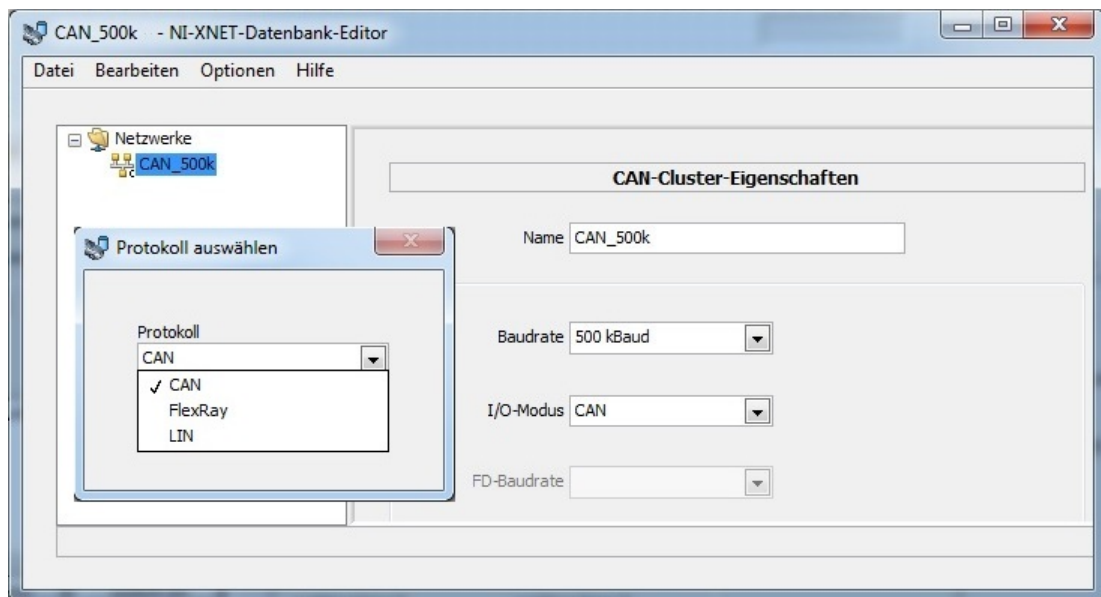 CAN_500k - NI-XNET-Datenbank-Editor
Datei Bearbeiten Optionen Hilfe
Netzwerke
CAN_500k
CAN-Cluster-Eigenschaften
Name CAN_500k
Baudrate 500 kBaud
I/O-Modus CAN
FD-Baudrate
Protokoll auswählen
Protokoll
CAN
✓ CAN
FlexRay
LIN